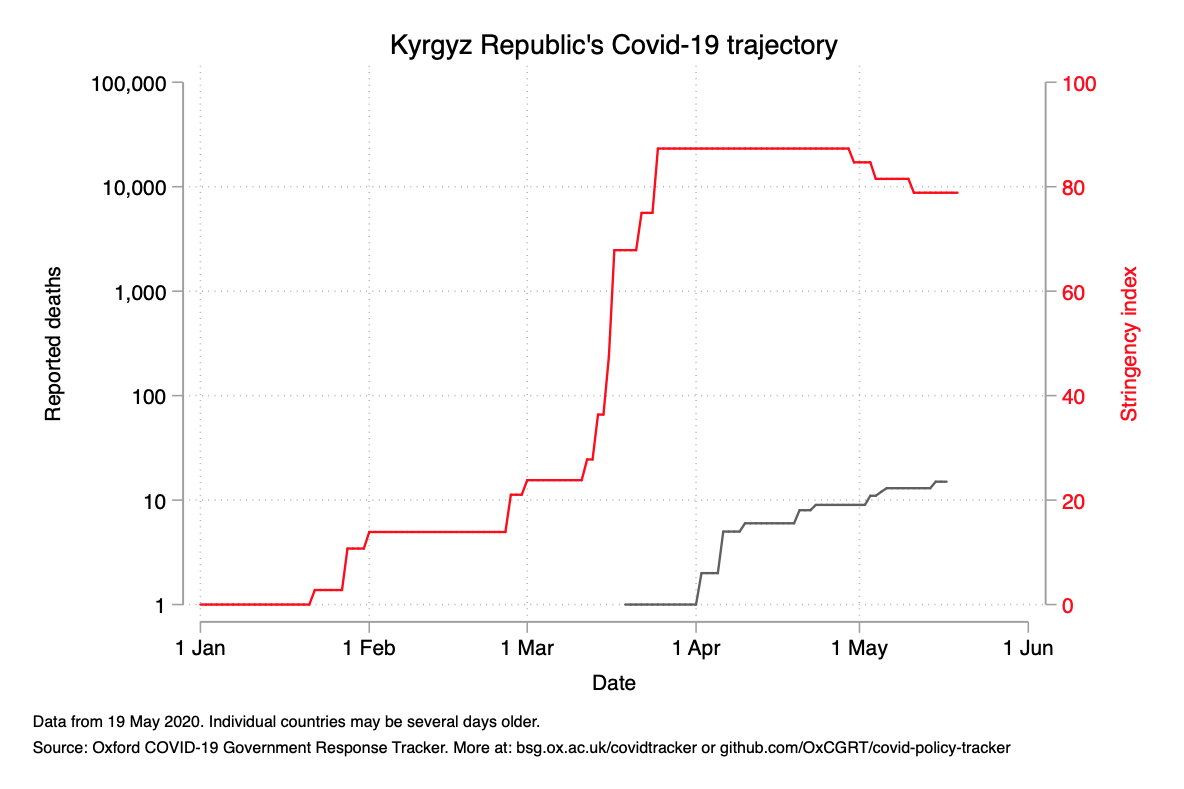 Kyrgyz Republic's Covid-19 trajectory
100,000
10,000
1,000
100
10
1
Reported deaths
100
80
60
40
20
0
Stringency index
1 Jan 1 Feb 1 Mar 1 Apr 1 May 1 Jun
Date
Data from 19 May 2020. Individual countries may be several days older.
Source: Oxford COVID-19 Government Response Tracker. More at: bsg.ox.ac.uk/covidtracker or github.com/OxCGRT/covid-policy-tracker